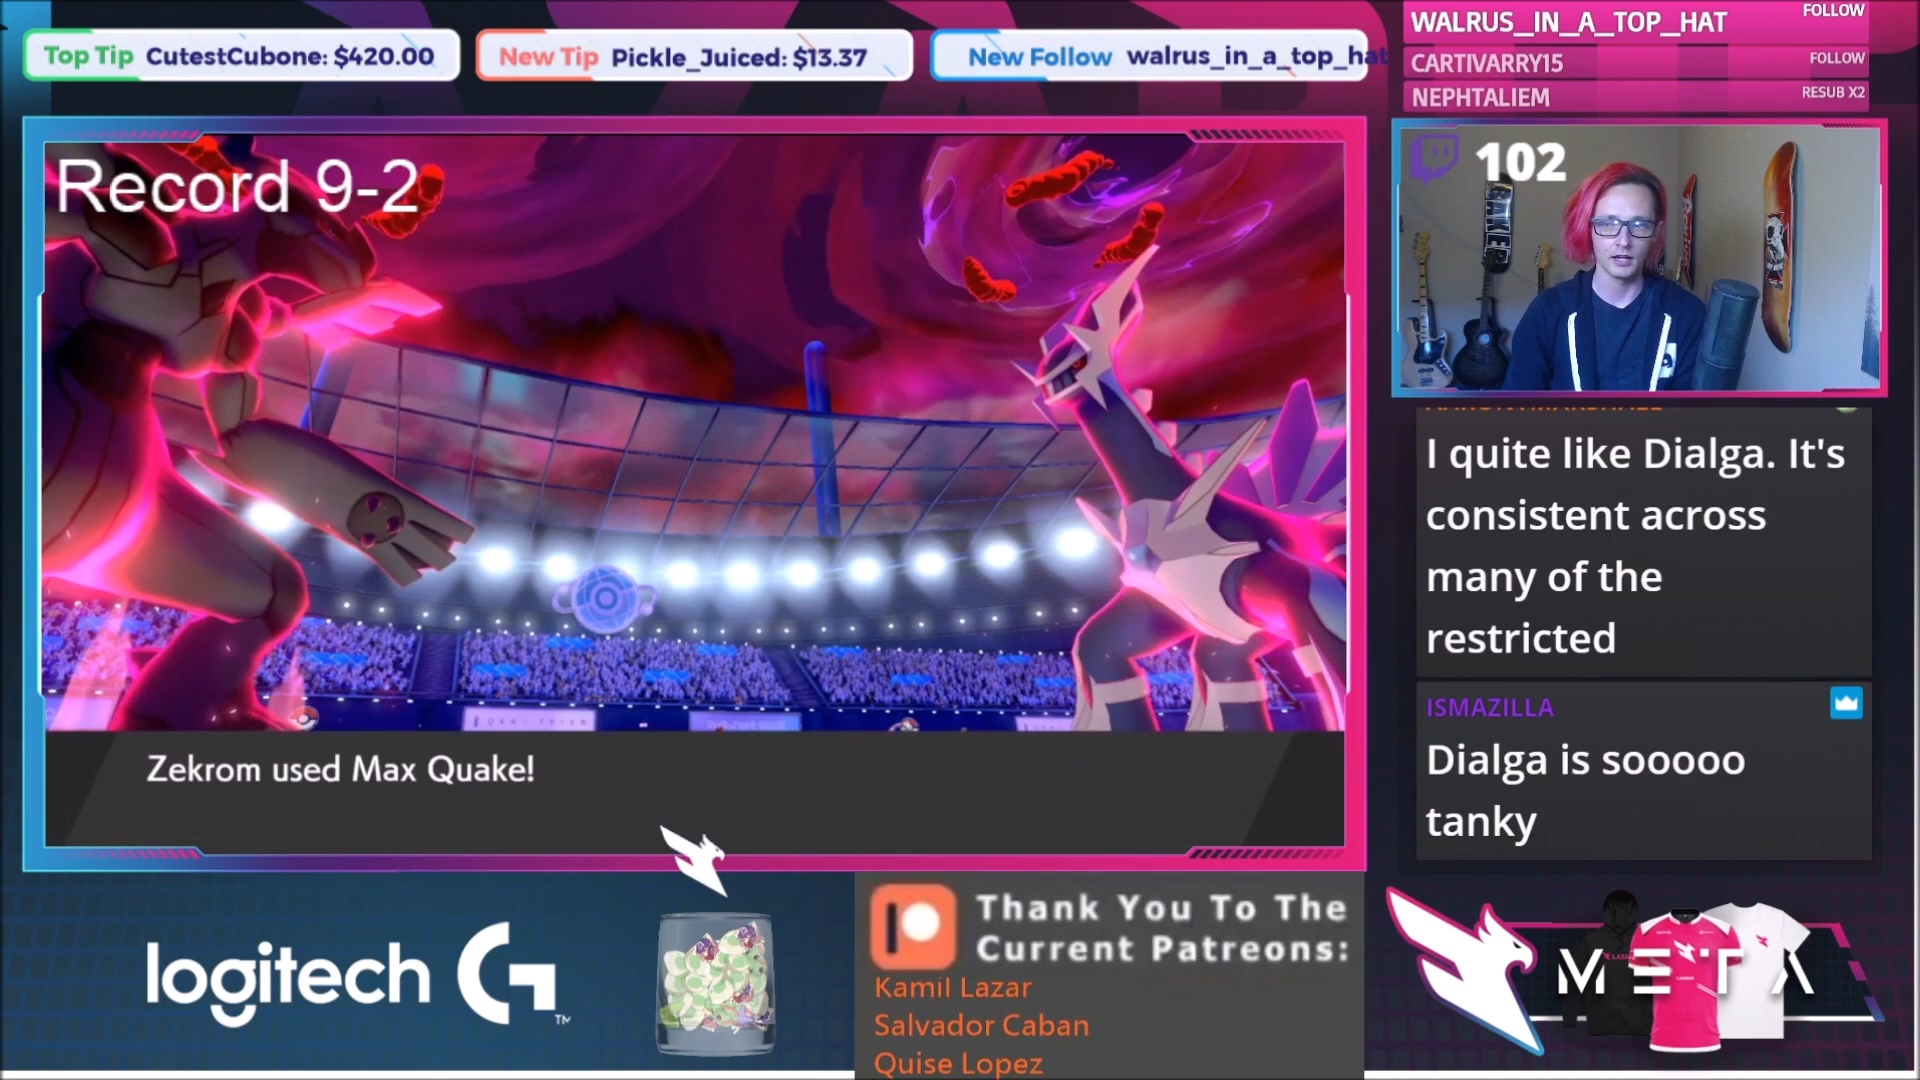 Top Tip CutestCubone: $420.00
New Tip Pickle_Juiced: $13.37
New Follow walrus_in_a_top_hat
WALRUS_IN_A_TOP_HAT FOLLOW
CARTIVARRY15 FOLLOW
NEPHTALIEM RESUB X2
Record 9-2
102
I quite like Dialga. It's
consistent across
many of the
restricted
ISMAZILLA
Dialga is sooooo
tanky
Zekrom used Max Quake!
logitech G TM
Thank You To The
Current Patreons:
Kamil Lazar
Salvador Caban
Quise Lopez
META